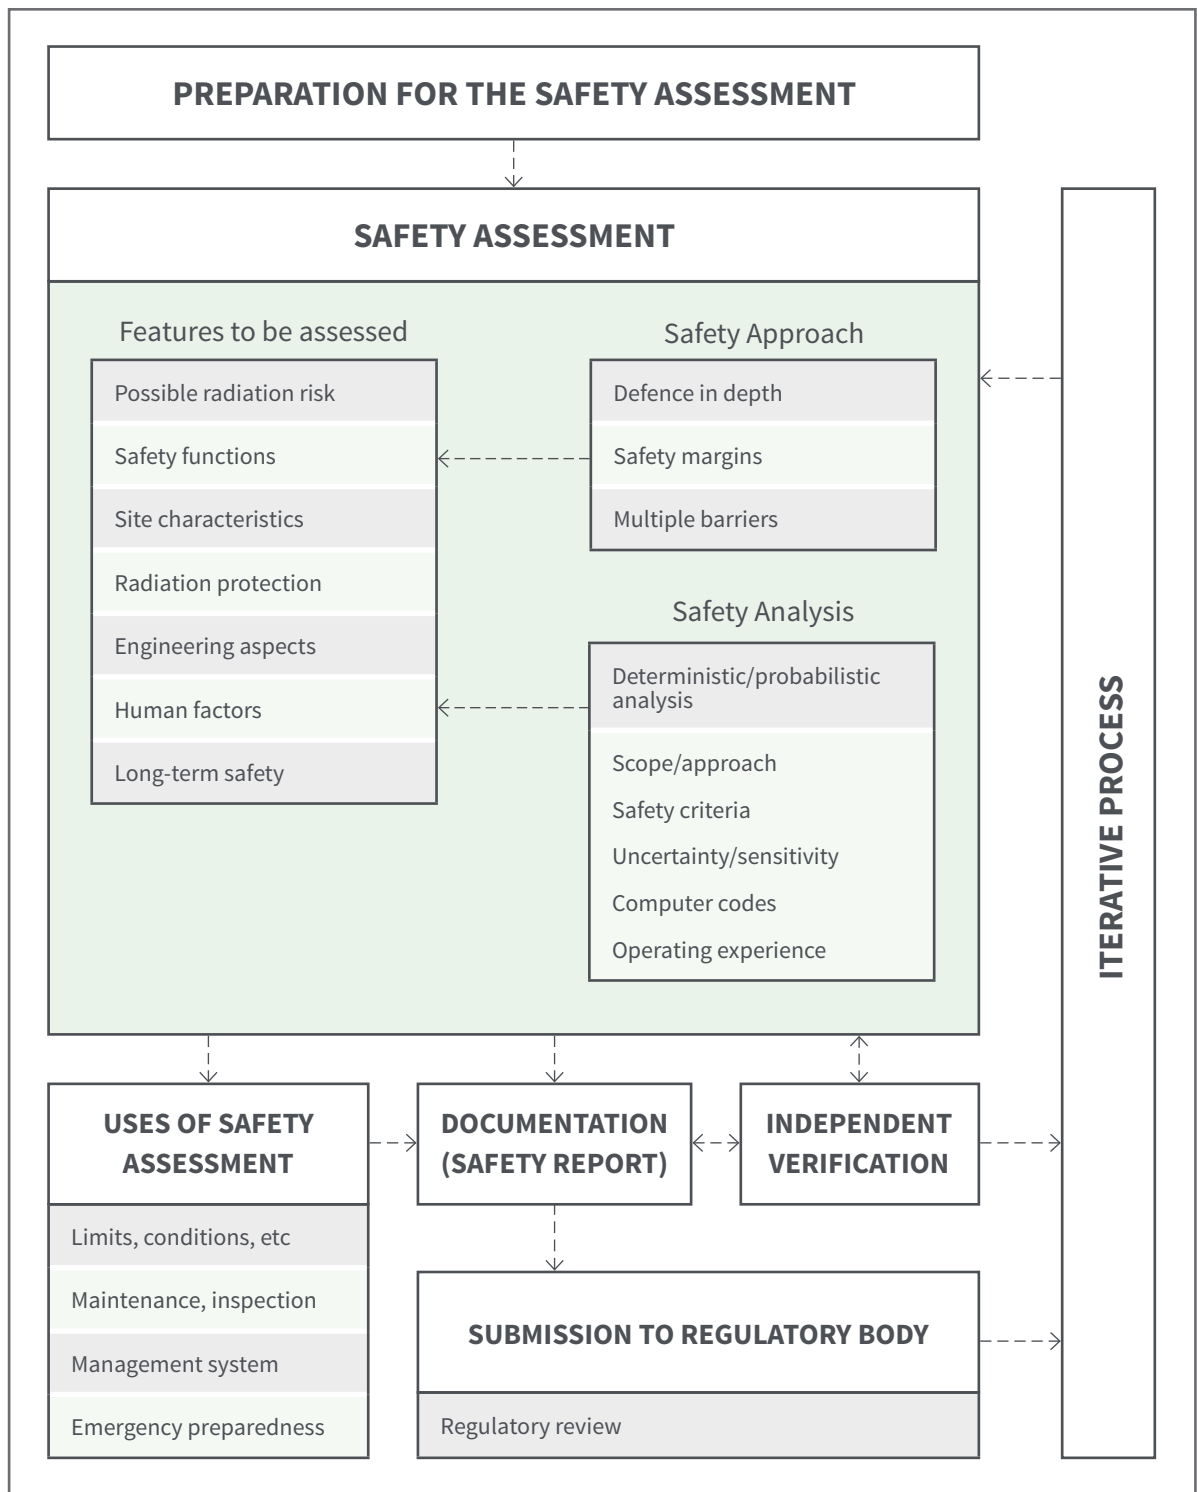 PREPARATION FOR THE SAFETY ASSESSMENT
SAFETY ASSESSMENT
Features to be assessed
Possible radiation risk
Safety functions
Site characteristics
Radiation protection
Engineering aspects
Human factors
Long-term safety
Safety Approach
Defence in depth
Safety margins
Multiple barriers
Safety Analysis
Deterministic/probabilistic
analysis
Scope/approach
Safety criteria
Uncertainty/sensitivity
Computer codes
Operating experience
USES OF SAFETY
ASSESSMENT
Limits, conditions, etc
Maintenance, inspection
Management system
Emergency preparedness
DOCUMENTATION
(SAFETY REPORT)
INDEPENDENT
VERIFICATION
SUBMISSION TO REGULATORY BODY
Regulatory review
ITERATIVE PROCESS